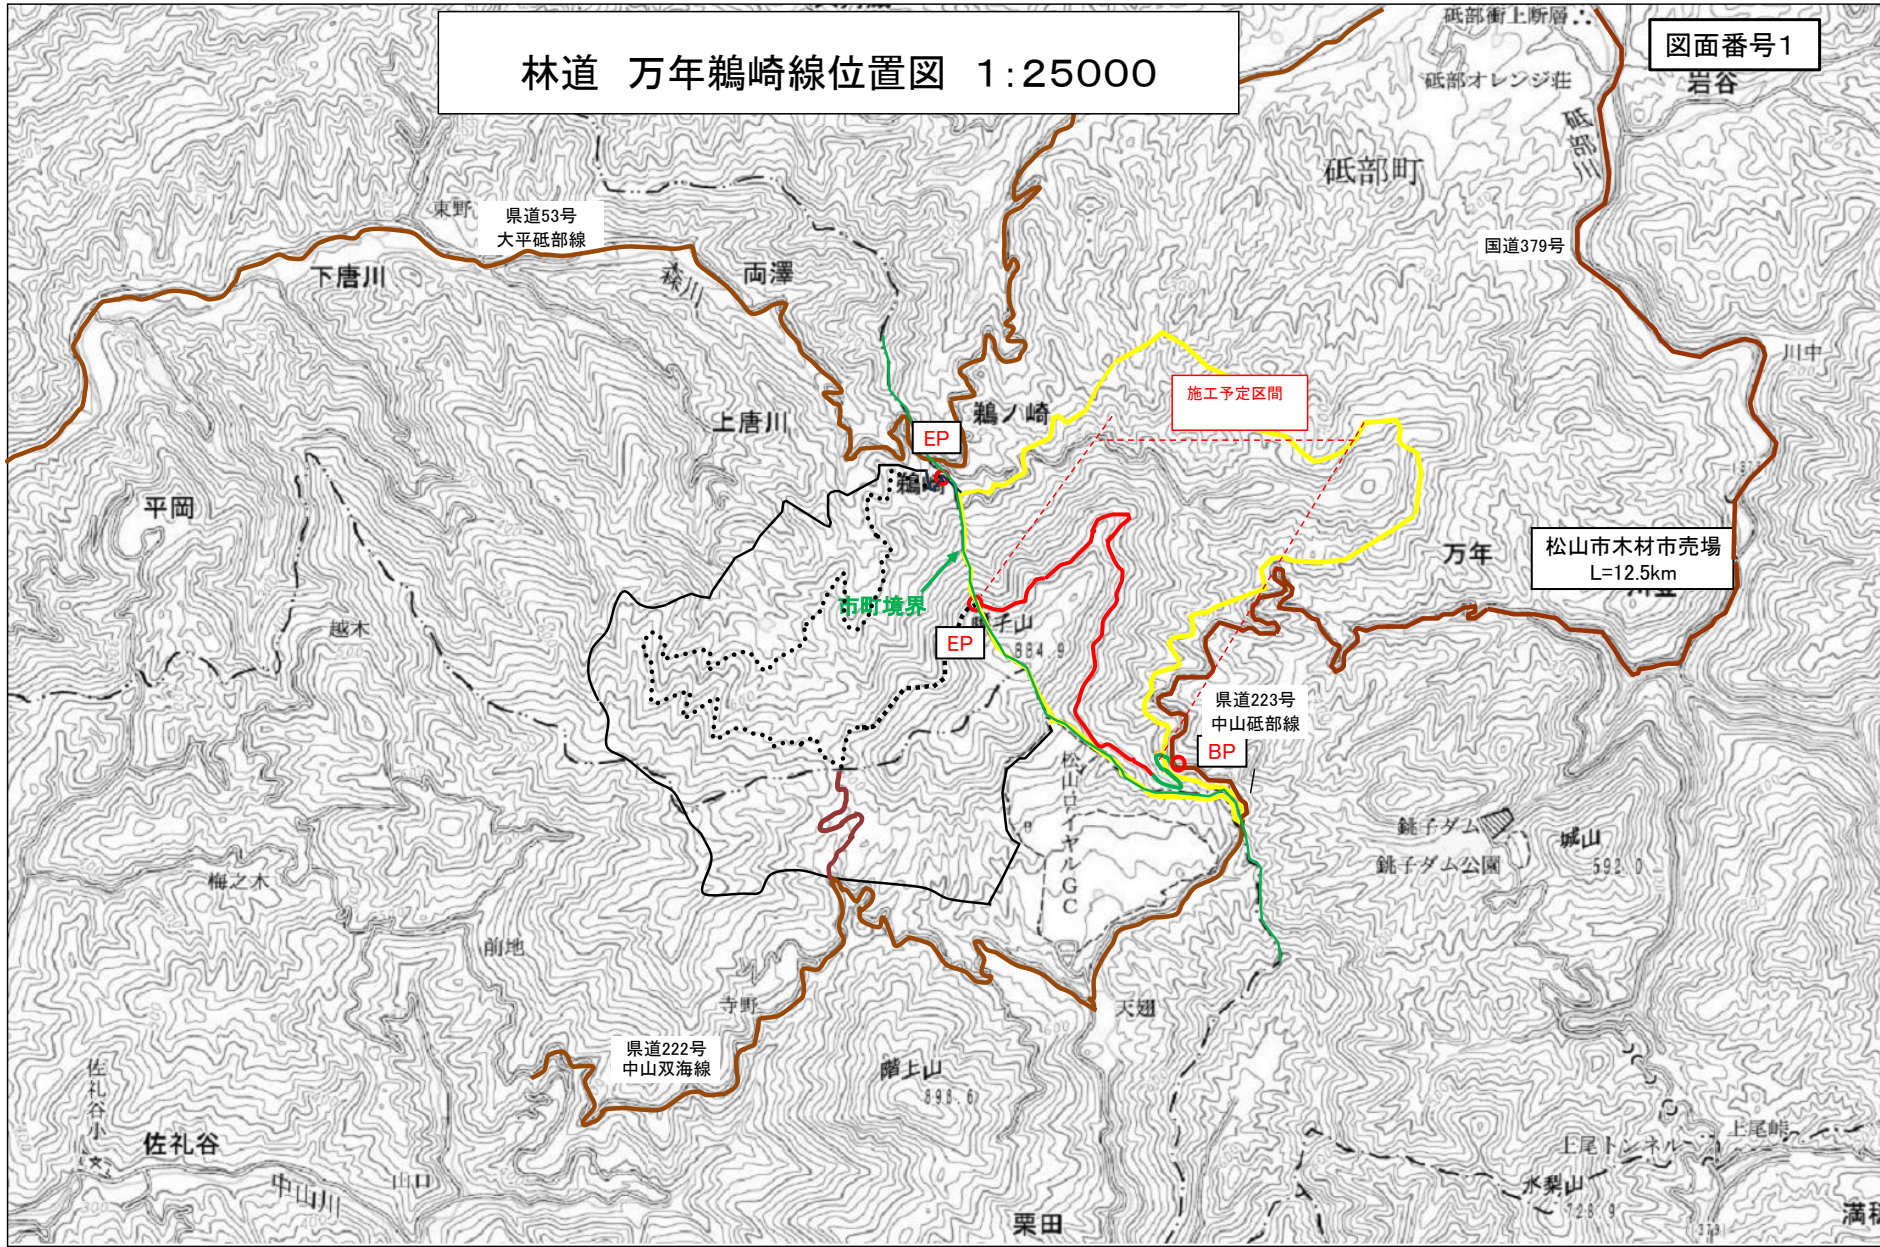 林道　万年鵜崎線位置図　1:25000
図面番号1
砥部衝上断層
砥部オレンジ荘
岩谷
砥部町
国道379号
東野
県道53号
大平砥部線
下唐川
両澤
森川
川中
施工予定区間
鵜ノ崎
上唐川
EP
鵜崎
平岡
万年
松山市木材市売場
L=12.5km
市町境界
越木
EP
884.9
県道223号
中山砥部線
BP
松山ロイヤルGC
銚子ダム
銚子ダム公園
城山
592.0
梅之木
前地
寺野
天翅
県道222号
中山双海線
階上山
898.6
佐礼谷小
佐礼谷
中山川
山口
栗田
上尾トンネル
上尾峠
水梨山
728.9